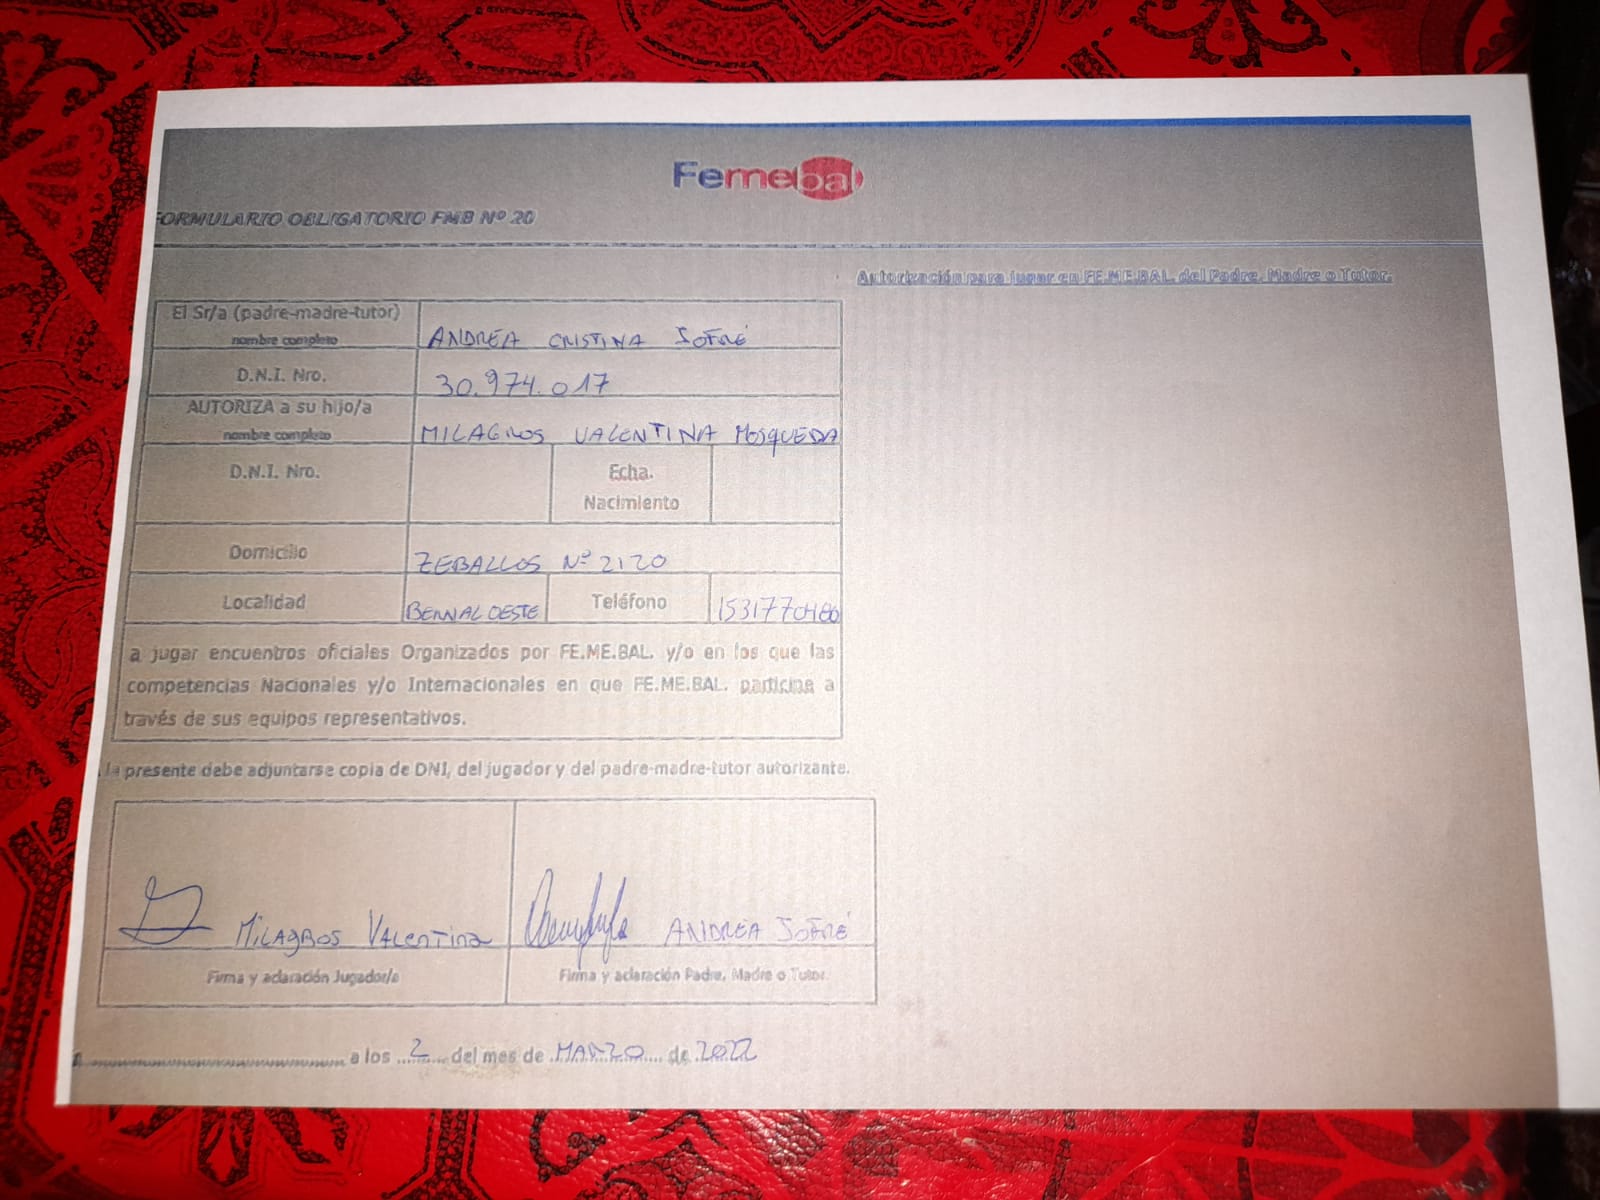 Femebal
FORMULARIO OBLIGATORIO FMB Nº 20
Autorización para jugar en FE.ME.BAL. del Padre, Madre o Tutor.
El Sr/a (padre-madre-tutor) nombre completo ANDREA CRISTINA JOFRÉ
D.N.I. Nro. 30.974.017
AUTORIZA a su hijo/a nombre completo MILAGROS VALENTINA MOSQUEDA
D.N.I. Nro. Echa. Nacimiento
Domicilio ZEBALLOS Nº 2120
Localidad BERNAL OESTE Teléfono 1531770486
a jugar encuentros oficiales Organizados por FE.ME.BAL. y/o en los que las
competencias Nacionales y/o Internacionales en que FE.ME.BAL. participe a
través de sus equipos representativos.
la presente debe adjuntarse copia de DNI, del jugador y del padre-madre-tutor autorizante.
MILAGROS VALENTINA ANDREA JOFRÉ
Firma y aclaración Jugador/a Firma y aclaración Padre, Madre o Tutor.
a los 2 del mes de MARZO de 2022